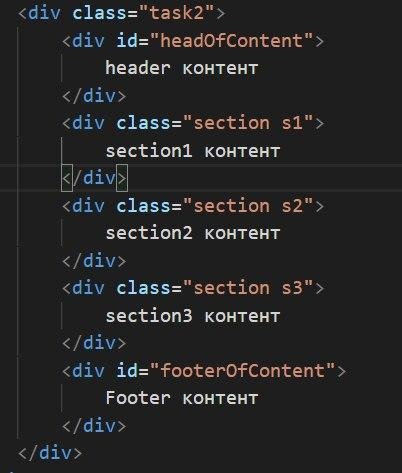 <div class="task2">
    <div id="headOfContent">
        header контент
    </div>
    <div class="section s1">
        section1 контент
    </div>
    <div class="section s2">
        section2 контент
    </div>
    <div class="section s3">
        section3 контент
    </div>
    <div id="footerOfContent">
        Footer контент
    </div>
</div>